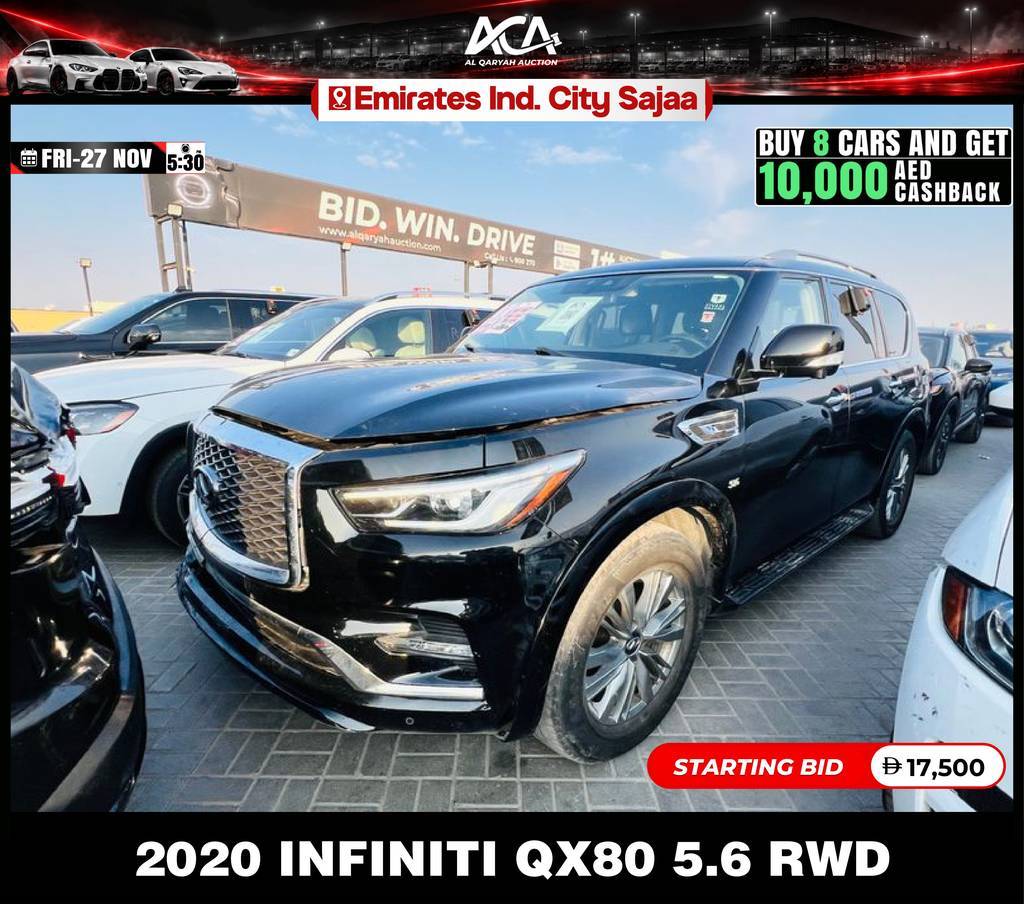 ACA
AL QARYAH AUCTION
Emirates Ind. City Sajaa
FRI-27 NOV 5:30
BUY 8 CARS AND GET
10,000 AED CASHBACK
BID. WIN. DRIVE
www.alqaryahauction.com
1#
STARTING BID 17,500
2020 INFINITI QX80 5.6 RWD